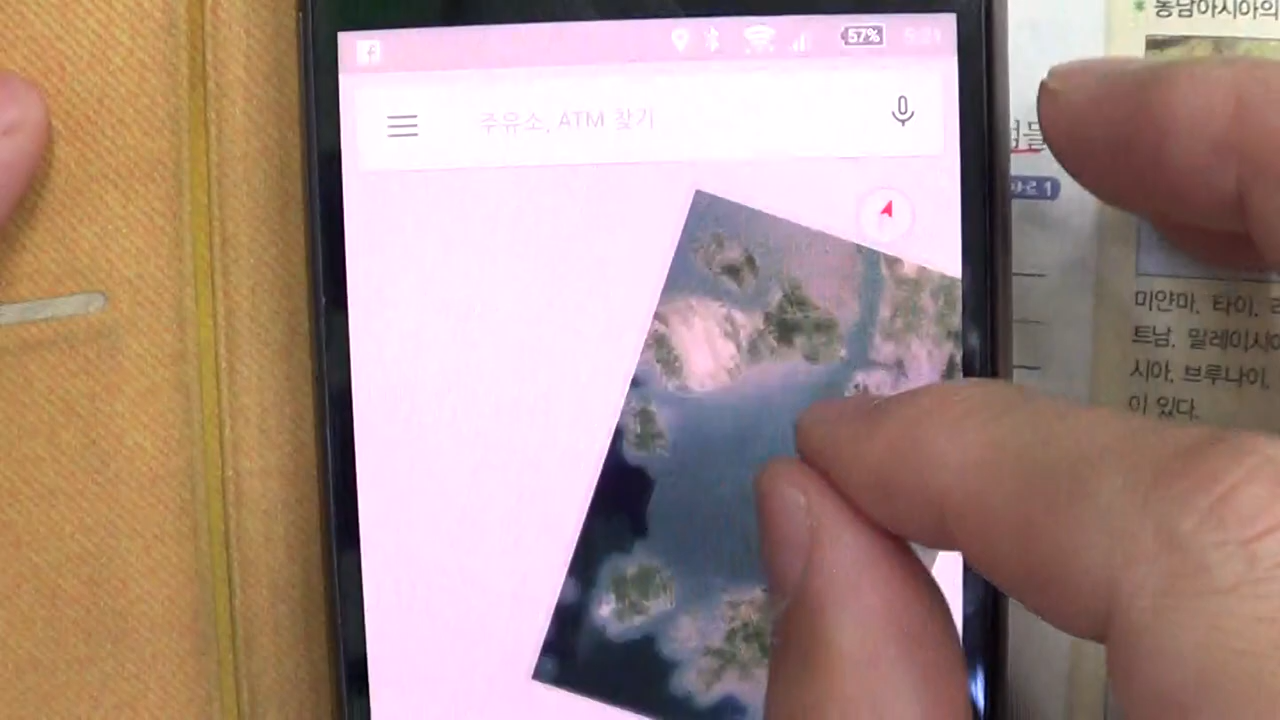 동남아시아의
57%
주유소, ATM 찾기
미얀마, 타이,
트남, 말레이시
시아, 브루나이,
이 있다.